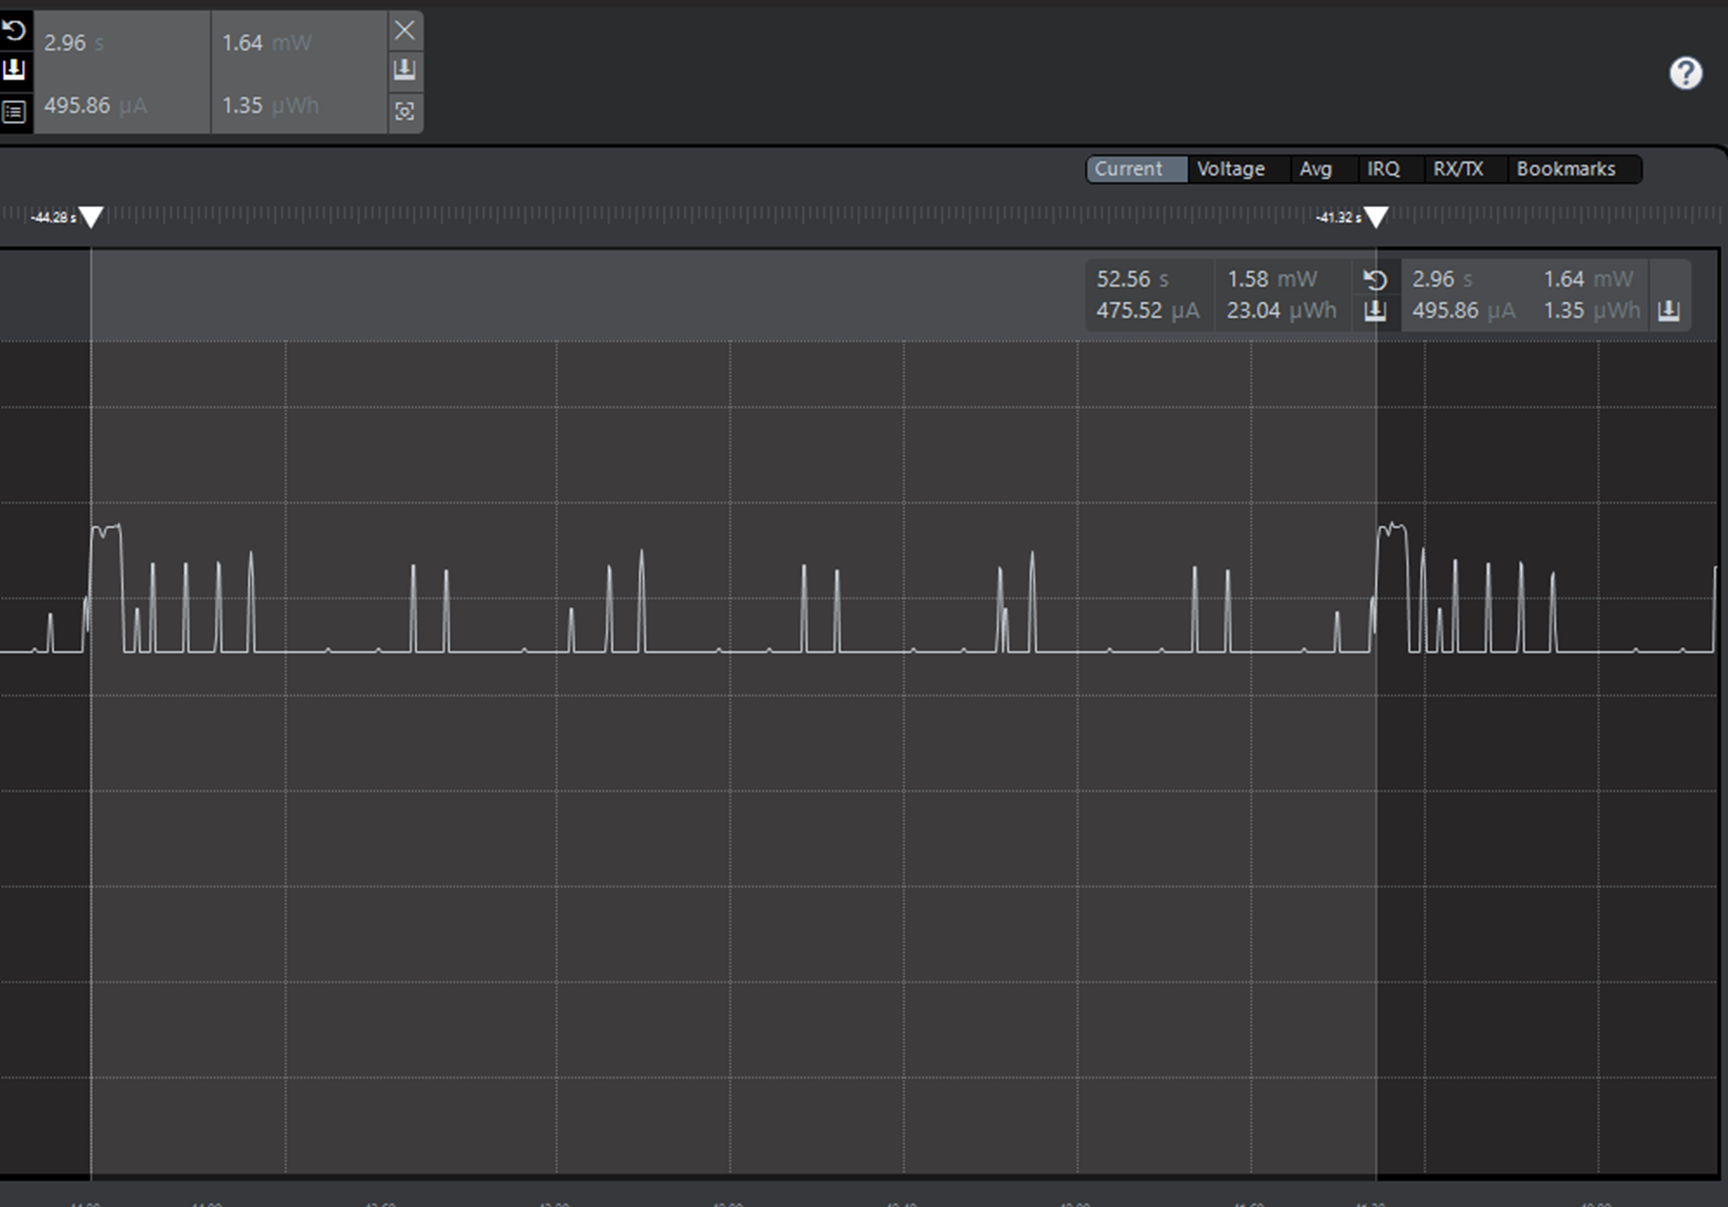 2.96 s 1.64 mW
495.86 µA 1.35 µWh
?
Current Voltage Avg IRQ RX/TX Bookmarks
-44.28 s -41.32 s
52.56 s 1.58 mW 2.96 s 1.64 mW
475.52 µA 23.04 µWh 495.86 µA 1.35 µWh